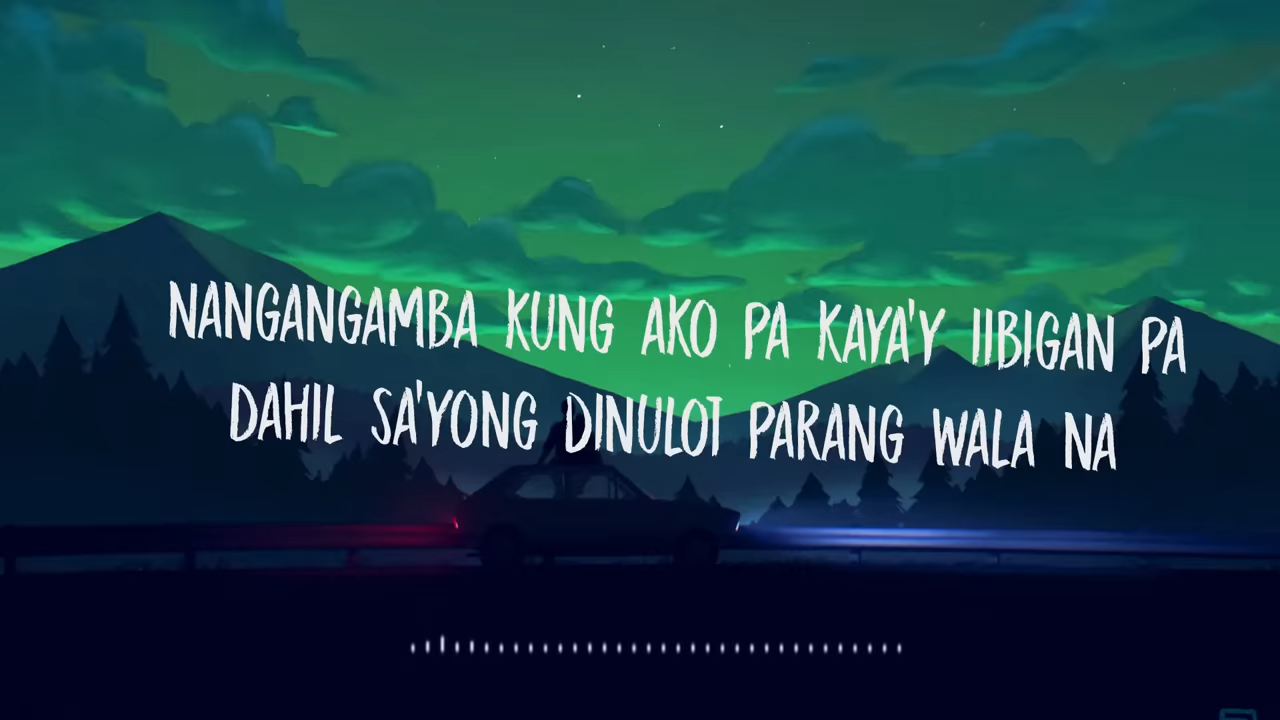 NANGANGAMBA KUNG AKO PA KAYA'Y IIBIGAN PA
DAHIL SA'YONG DINULOT PARANG WALA NA